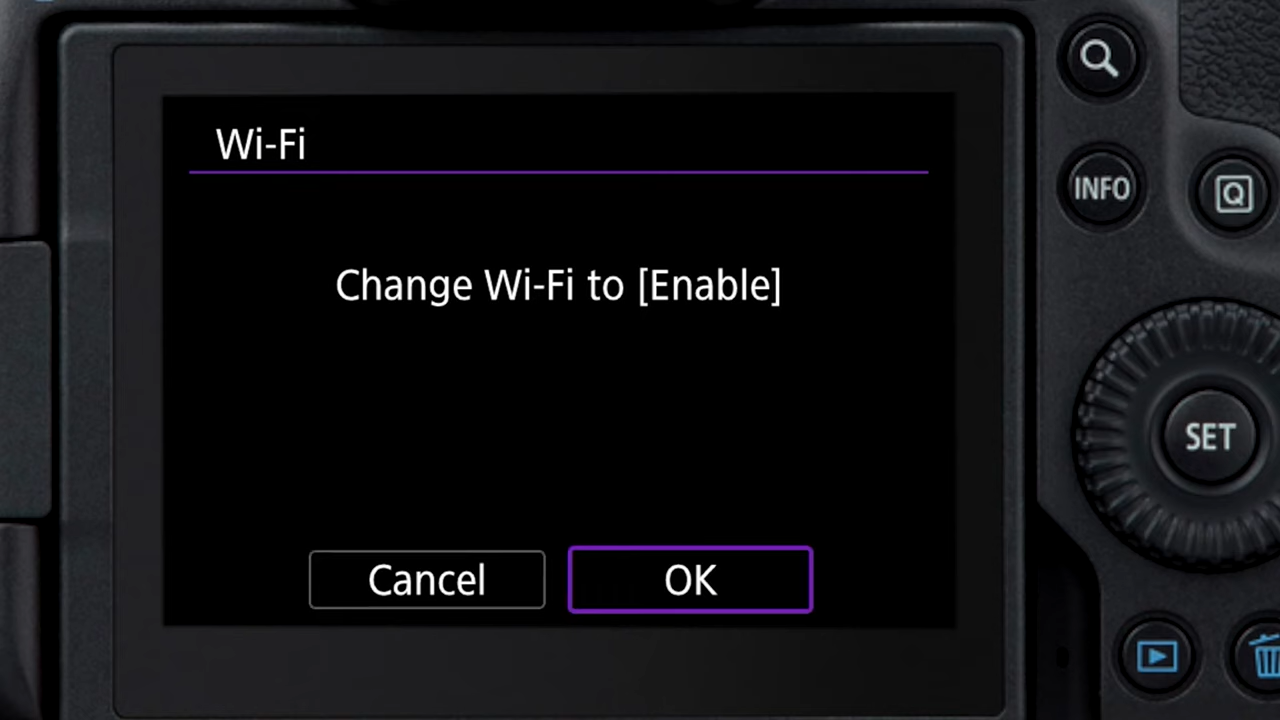 Wi-Fi
Change Wi-Fi to [Enable]
Cancel
OK
INFO
Q
SET